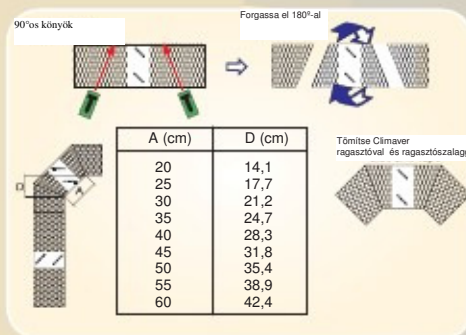 90°os könyök
Forgassa el 180º-al
A (cm) D (cm)
20 14,1
25 17,7
30 21,2
35 24,7
40 28,3
45 31,8
50 35,4
55 38,9
60 42,4
Tömítse Climaver
ragasztóval és ragasztószalagg
D